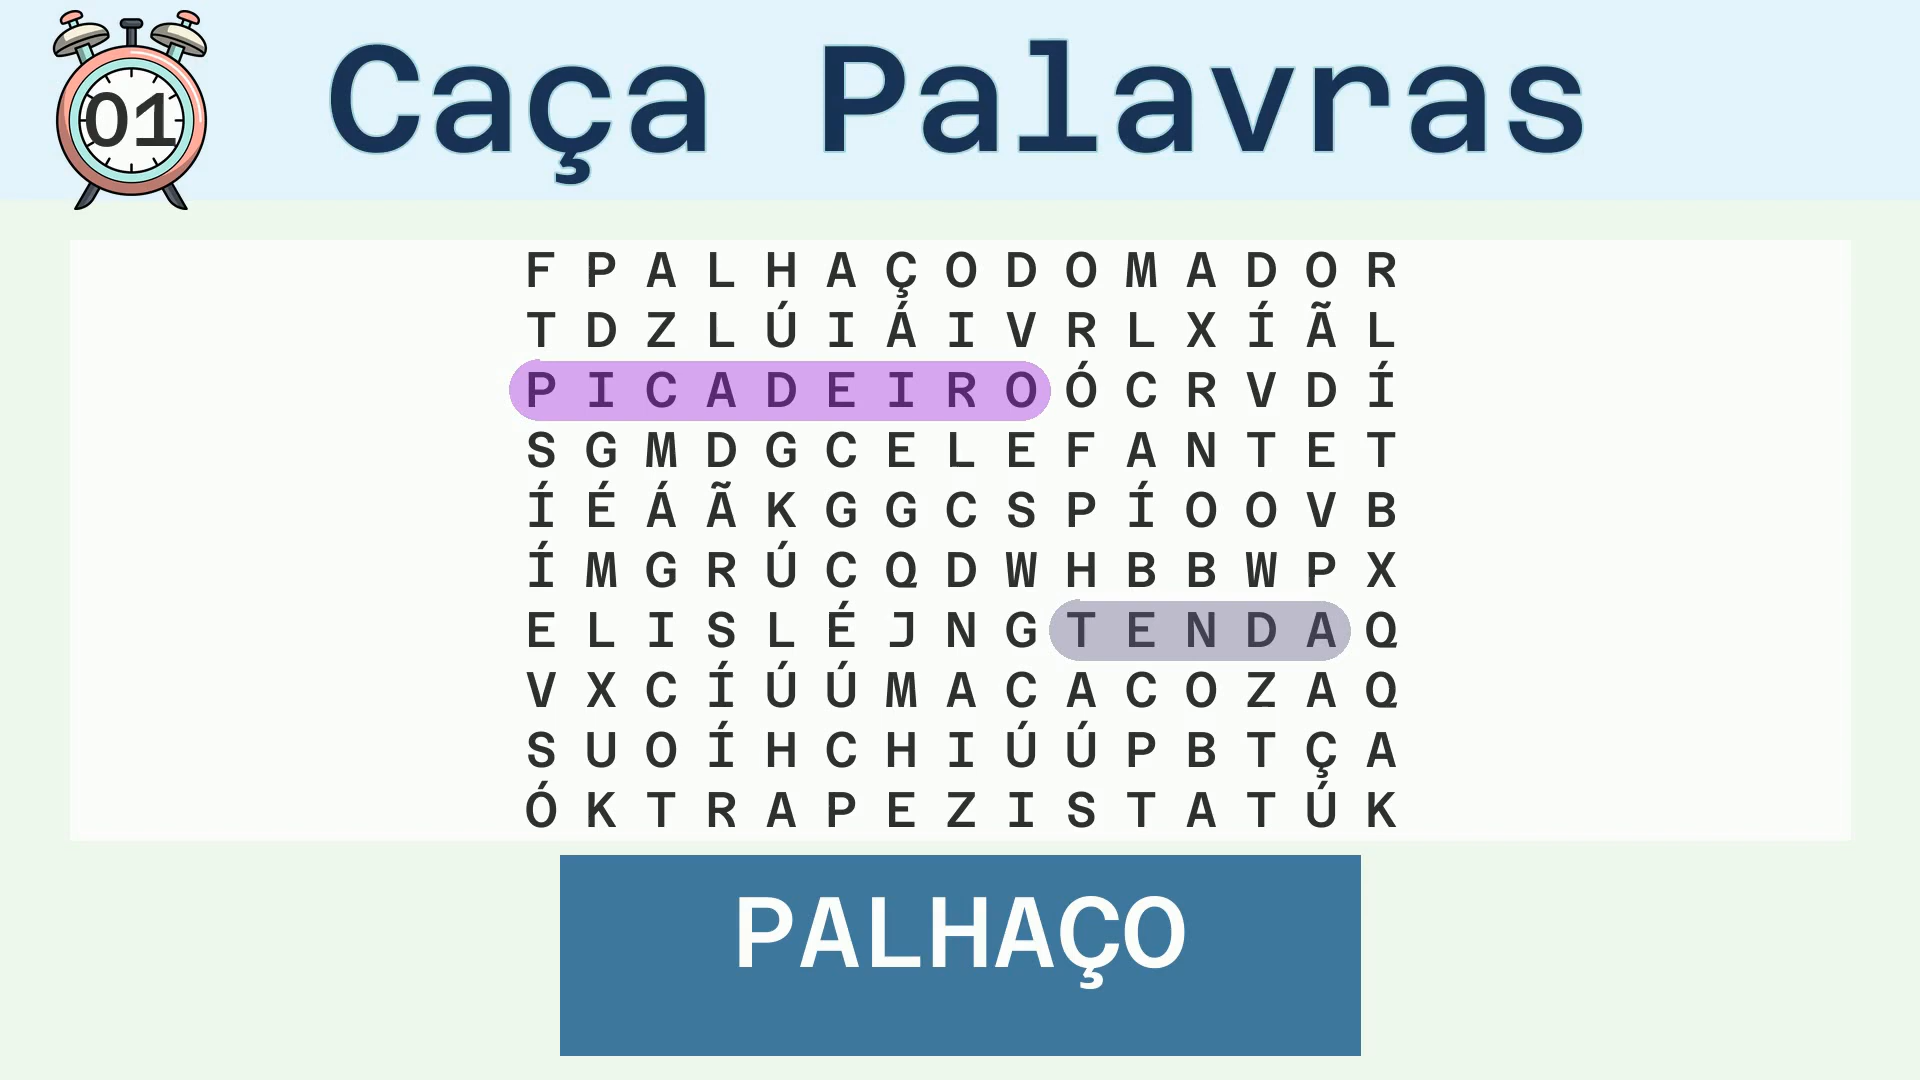 01
Caça Palavras
F P A L H A Ç O D O M A D O R
T D Z L Ú I Á I V R L X Í Ã L
P I C A D E I R O Ó C R V D Í
S G M D G C E L E F A N T E T
Í É Á Ã K G G C S P Í O O V B
Í M G R Ú C Q D W H B B W P X
E L I S L É J N G T E N D A Q
V X C Í Ú Ú M A C A C O Z A Q
S U O Í H C H I Ú Ú P B T Ç A
Ó K T R A P E Z I S T A T Ú K
PALHAÇO